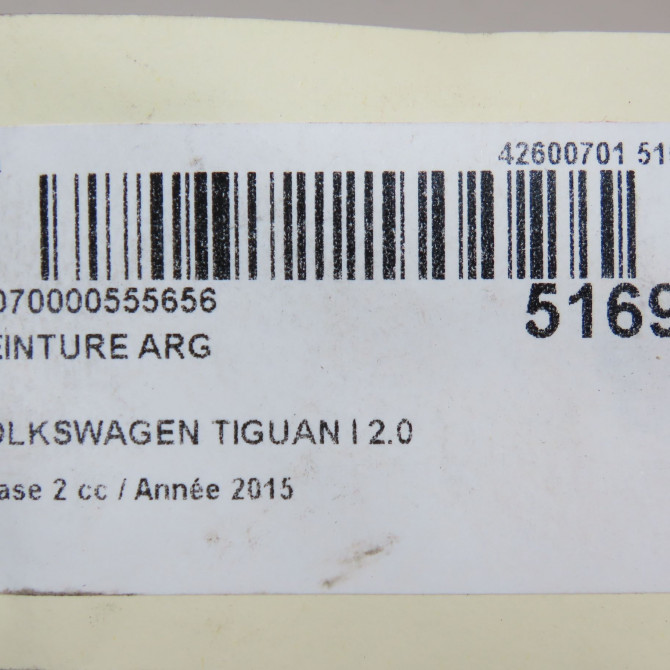 42600701 51
070000555656
5169
EINTURE ARG
OLKSWAGEN TIGUAN I 2.0
ase 2 cc / Année 2015